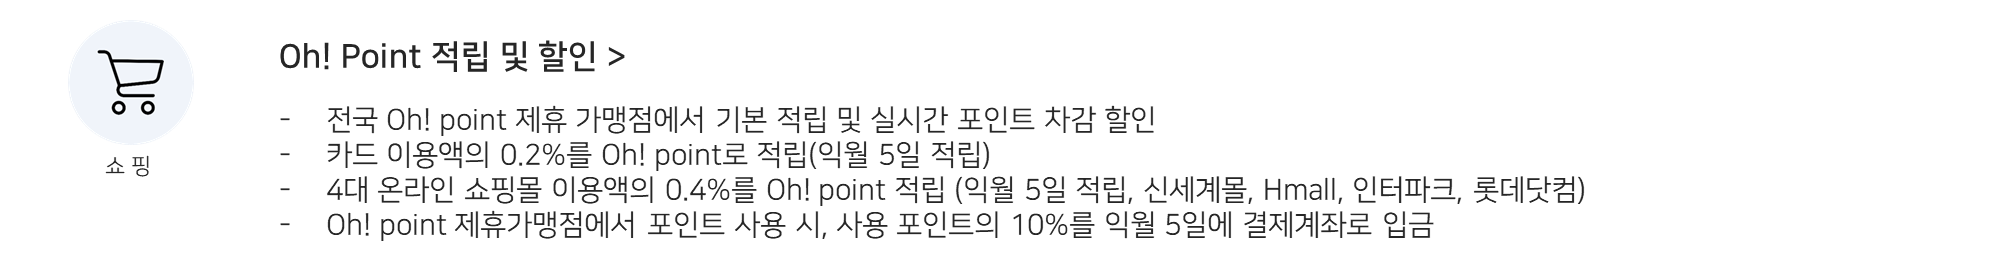 Oh! Point 적립 및 할인 >
- 전국 Oh! point 제휴 가맹점에서 기본 적립 및 실시간 포인트 차감 할인
- 카드 이용액의 0.2%를 Oh! point로 적립(익월 5일 적립)
- 4대 온라인 쇼핑몰 이용액의 0.4%를 Oh! point 적립 (익월 5일 적립, 신세계몰, Hmall, 인터파크, 롯데닷컴)
- Oh! point 제휴가맹점에서 포인트 사용 시, 사용 포인트의 10%를 익월 5일에 결제계좌로 입금
쇼핑